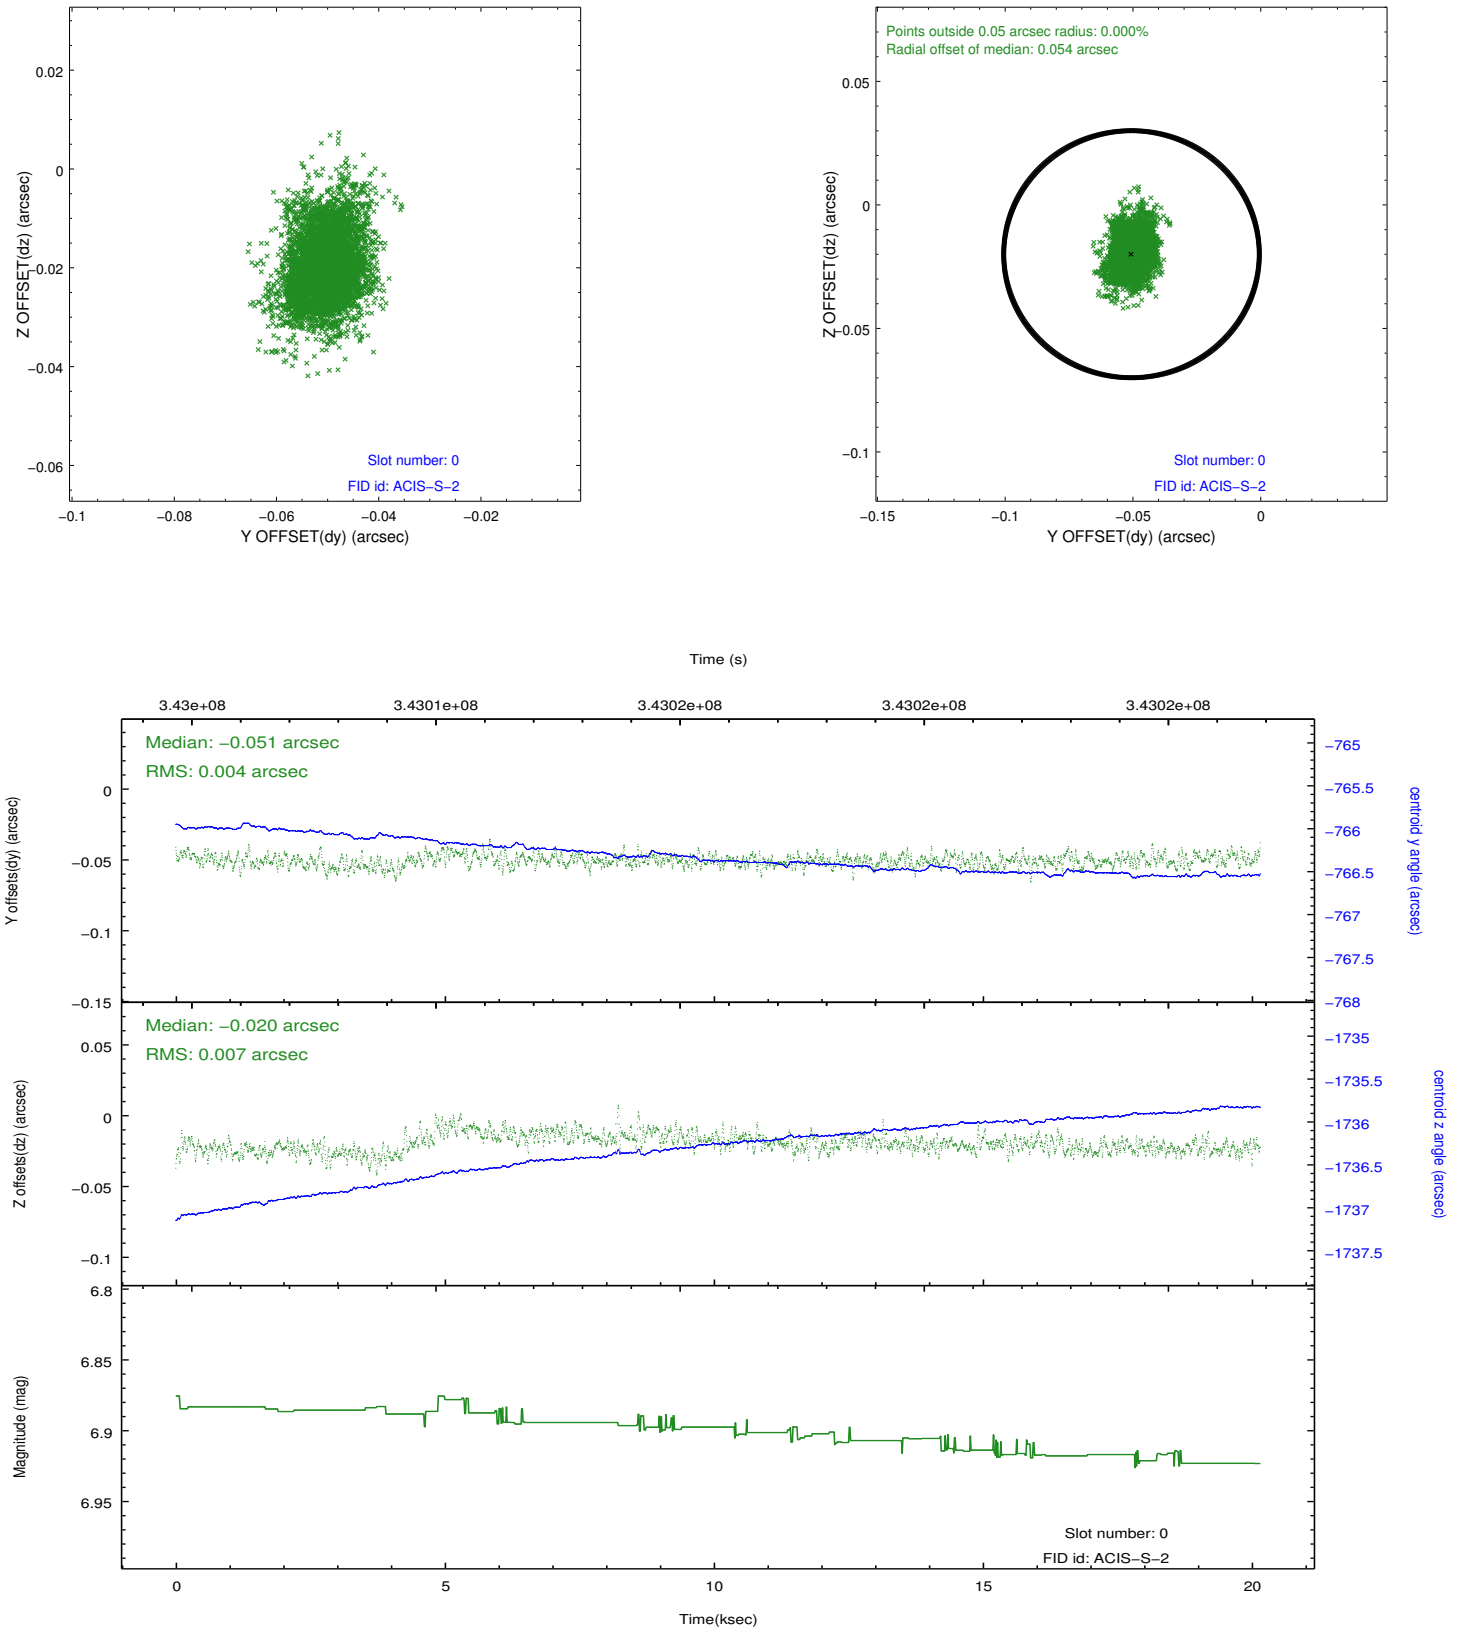 0.02
0
−0.02
−0.04
−0.06
Z OFFSET(dz) (arcsec)
Slot number: 0
FID id: ACIS−S−2
−0.1
−0.08
−0.06
−0.04
−0.02
Y OFFSET(dy) (arcsec)
Points outside 0.05 arcsec radius: 0.000%
Radial offset of median: 0.054 arcsec
0.05
0
−0.05
−0.1
Z OFFSET(dz) (arcsec)
Slot number: 0
FID id: ACIS−S−2
−0.15
−0.1
−0.05
0
Y OFFSET(dy) (arcsec)
Time (s)
3.43e+08
3.4301e+08
3.4302e+08
3.4302e+08
3.4302e+08
Median: −0.051 arcsec
RMS: 0.004 arcsec
0
−0.05
−0.1
−0.15
Y offsets(dy) (arcsec)
−765
−765.5
−766
−766.5
−767
−767.5
−768
centroid y angle (arcsec)
Median: −0.020 arcsec
RMS: 0.007 arcsec
0.05
0
−0.05
−0.1
Z offsets(dz) (arcsec)
−1735
−1735.5
−1736
−1736.5
−1737
−1737.5
centroid z angle (arcsec)
6.8
6.85
6.9
6.95
Magnitude (mag)
Slot number: 0
FID id: ACIS−S−2
0
5
10
15
20
Time(ksec)